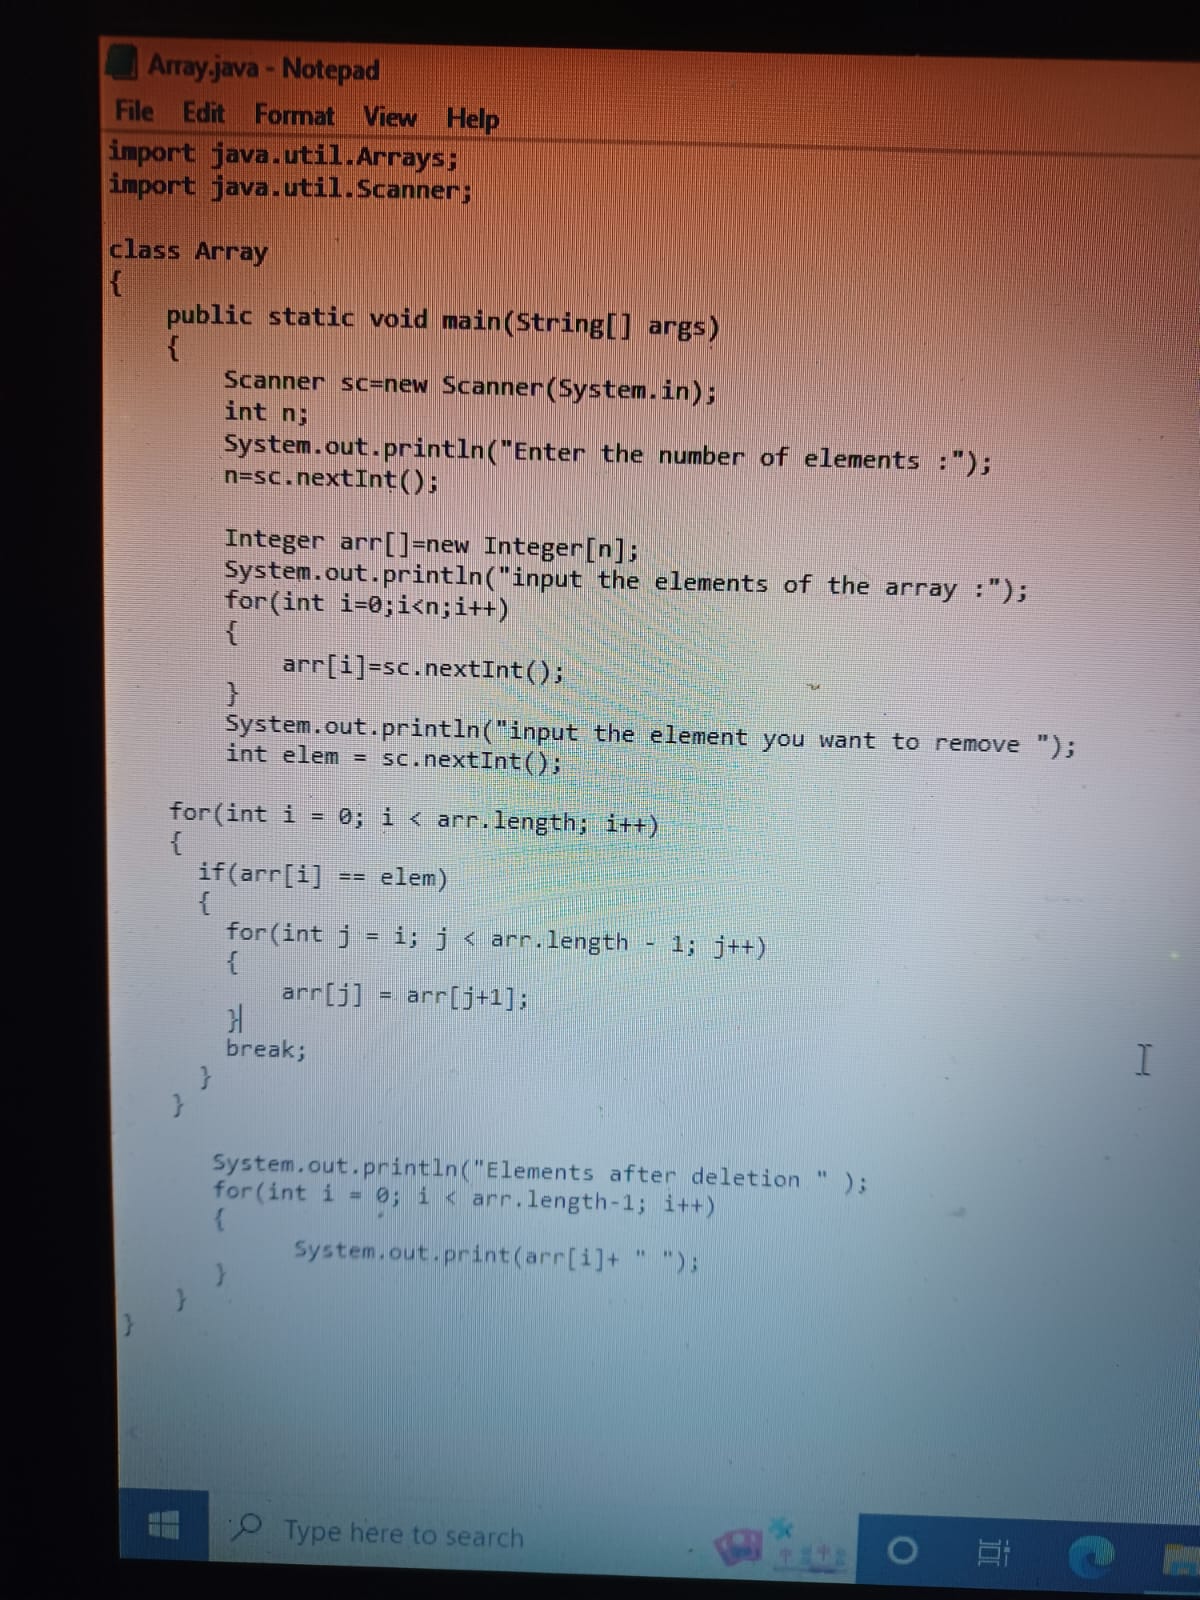 Array.java - Notepad
File Edit Format View Help
import java.util.Arrays;
import java.util.Scanner;
class Array
{
public static void main(String[] args)
{
Scanner sc=new Scanner(System.in);
int n;
System.out.println("Enter the number of elements :");
n=sc.nextInt();
Integer arr[]=new Integer[n];
System.out.println("input the elements of the array :");
for(int i=0;i<n;i++)
{
arr[i]=sc.nextInt();
}
System.out.println("input the element you want to remove ");
int elem = sc.nextInt();
for(int i = 0; i < arr.length; i++)
{
if(arr[i] == elem)
{
for(int j = i; j < arr.length - 1; j++)
{
arr[j] = arr[j+1];
}
break;
}
}
System.out.println("Elements after deletion " );
for(int i = 0; i < arr.length-1; i++)
{
System.out.print(arr[i]+ " ");
}
}
}
Type here to search